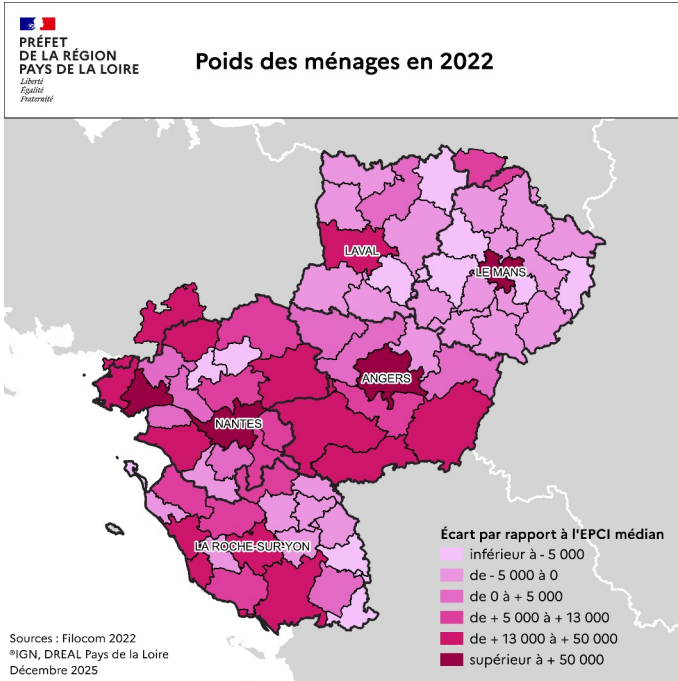 PRÉFET
DE LA RÉGION
PAYS DE LA LOIRE
Liberté
Égalité
Fraternité
Poids des ménages en 2022
LAVAL
LE MANS
ANGERS
NANTES
LA ROCHE-SUR-YON
Écart par rapport à l'EPCI médian
inférieur à - 5 000
de - 5 000 à 0
de 0 à + 5 000
de + 5 000 à + 13 000
de + 13 000 à + 50 000
supérieur à + 50 000
Sources : Filocom 2022
®IGN, DREAL Pays de la Loire
Décembre 2025